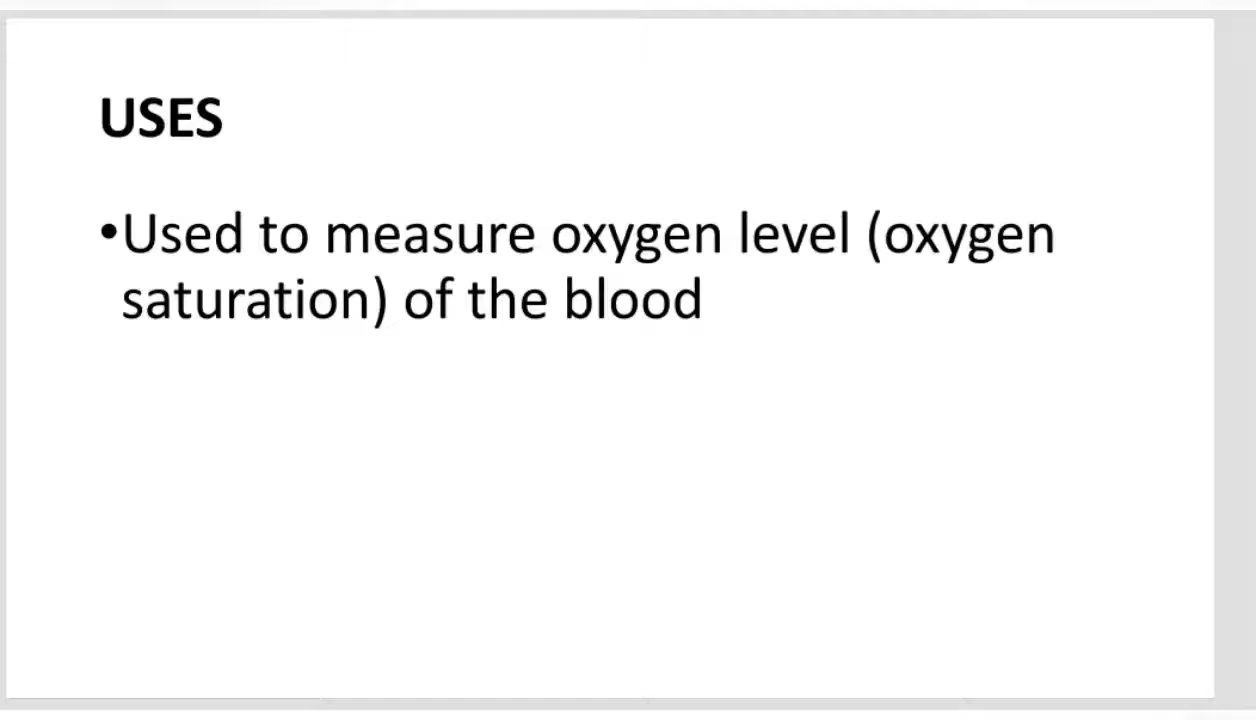 USES
•Used to measure oxygen level (oxygen
saturation) of the blood